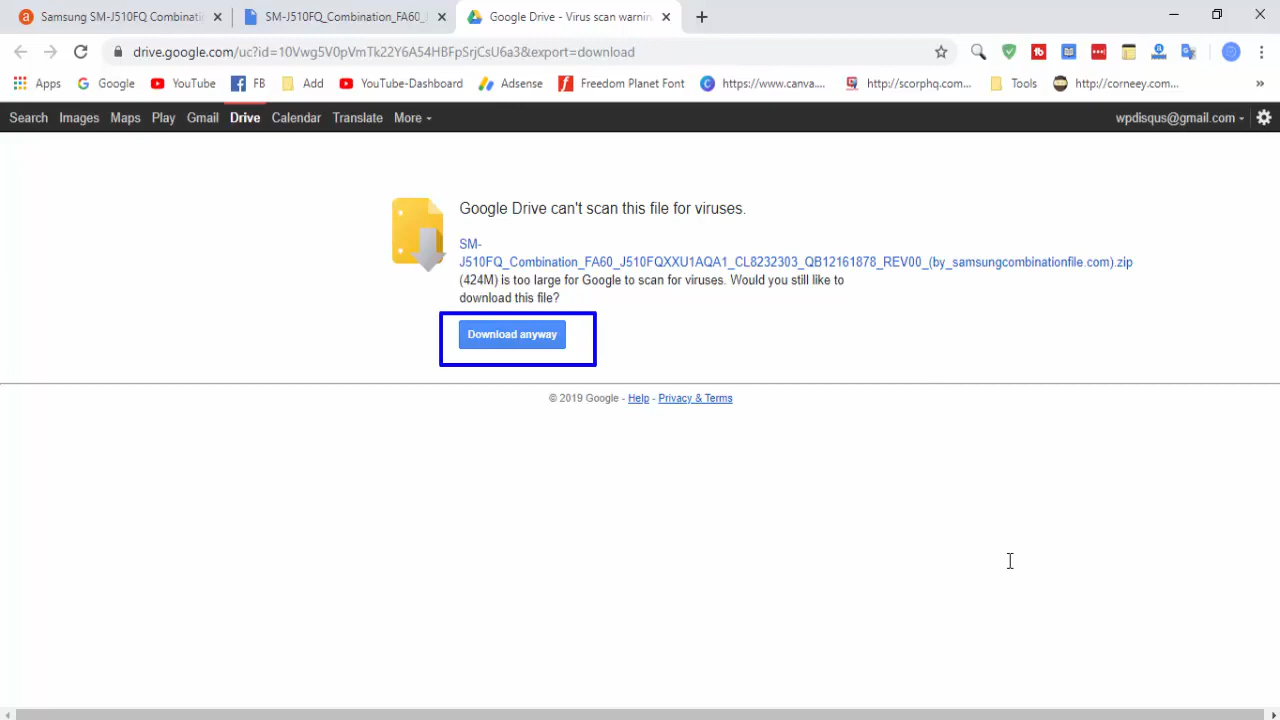 Samsung SM-J510FQ Combinatio
SM-J510FQ_Combination_FA60_
Google Drive - Virus scan warnin
drive.google.com/uc?id=10Vwg5V0pVmTk22Y6A54HBFpSrjCsU6a3&export=download
Apps Google YouTube FB Add YouTube-Dashboard Adsense Freedom Planet Font https://www.canva.... http://scorphq.com... Tools http://corneey.com... »
Search Images Maps Play Gmail Drive Calendar Translate More wpdisqus@gmail.com
Google Drive can't scan this file for viruses.
SM-
J510FQ_Combination_FA60_J510FQXXU1AQA1_CL8232303_QB12161878_REV00_(by_samsungcombinationfile.com).zip
(424M) is too large for Google to scan for viruses. Would you still like to
download this file?
Download anyway
© 2019 Google - Help - Privacy & Terms